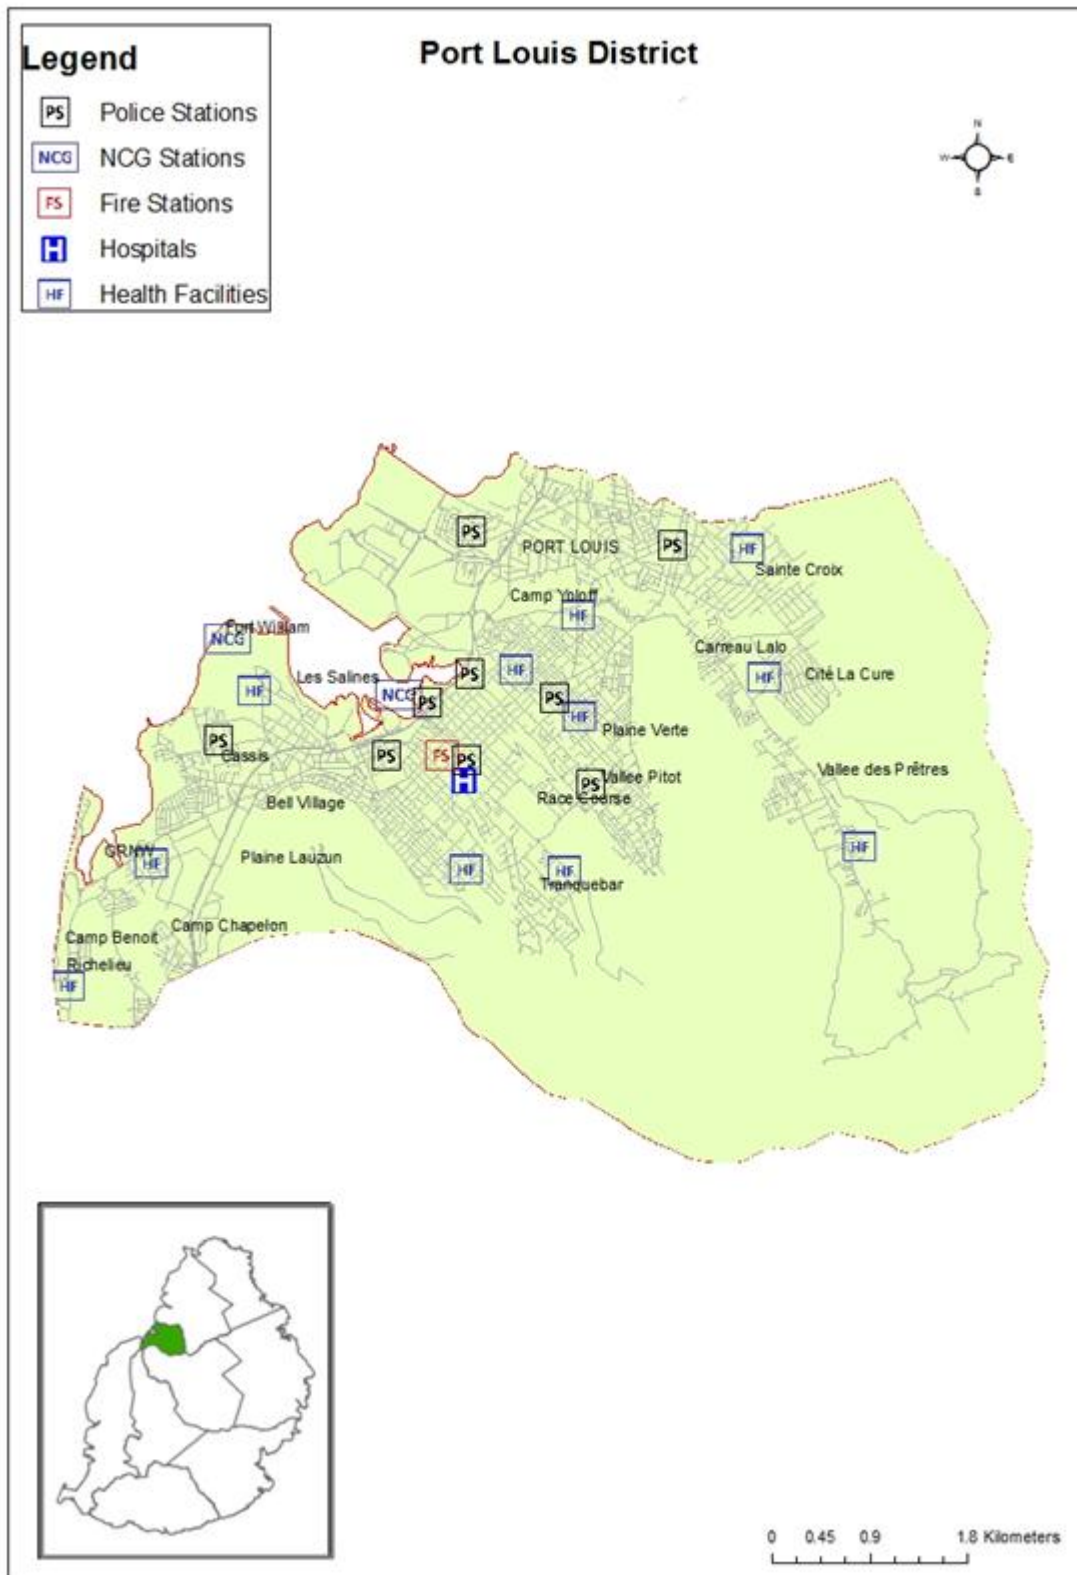 Port Louis District
Legend
PS Police Stations
NCG NCG Stations
FS Fire Stations
H Hospitals
HF Health Facilities
N
W E
S
PS
PORT LOUIS
PS
HF
Sainte Croix
Camp Yoloff
HF
Fort William
NCG
Carreau Lalo
Les Salines
HF
NCG
PS
PS
HF
PS
HF
HF
Cité La Cure
Plaine Verte
PS
Cassis
PS
FS
PS
H
PS
Vallee Pitot
Vallee des Prêtres
Bell Village
Race Coarse
GRNW
HF
Plaine Lauzun
HF
HF
Tranquebar
HF
Camp Chapelon
Camp Benoit
Richelieu
HF
0 0.45 0.9 1.8 Kilometers